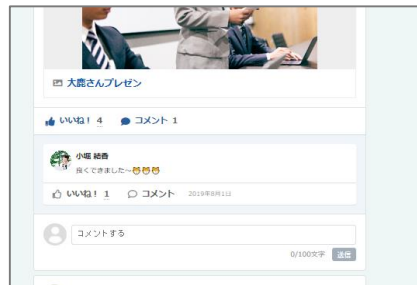 大鹿さんプレゼン
いいね! 4 コメント 1
小堀 結香
良くできました～😸😸😸
いいね! 1 コメント 2019年8月1日
コメントする
0/100文字 送信